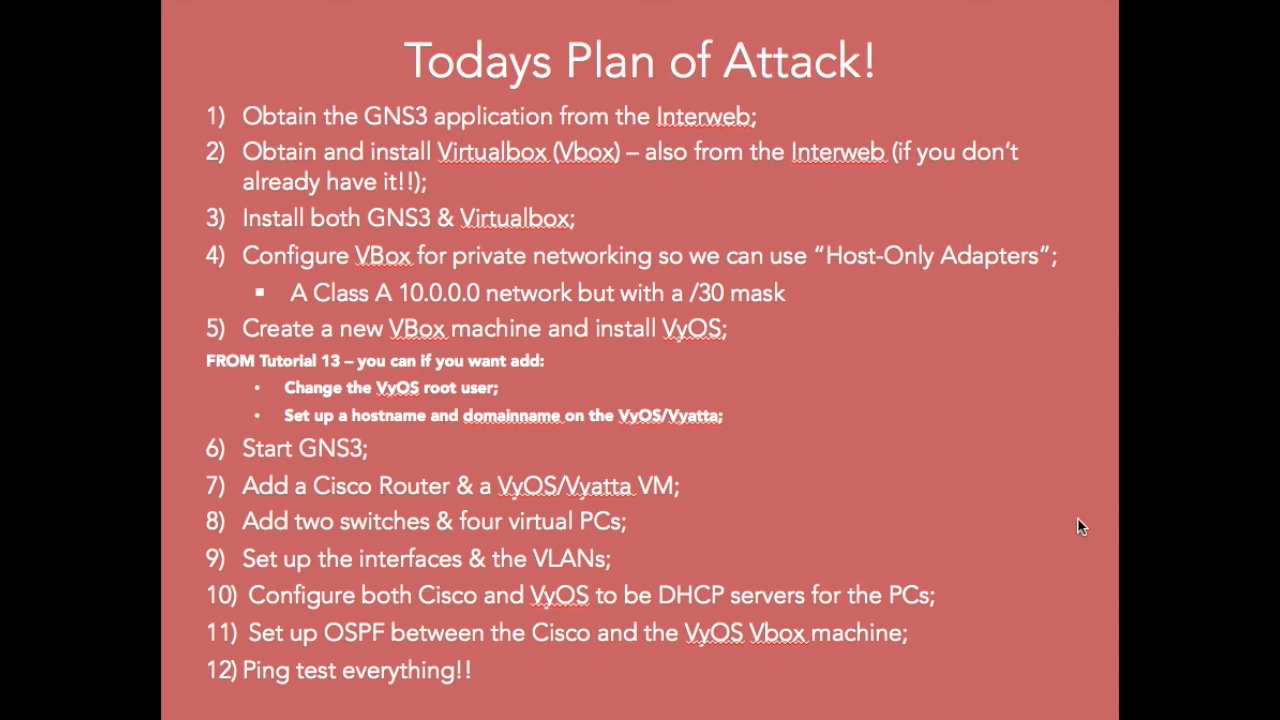 Todays Plan of Attack!
1) Obtain the GNS3 application from the Interweb;
2) Obtain and install Virtualbox (Vbox) – also from the Interweb (if you don’t
already have it!!);
3) Install both GNS3 & Virtualbox;
4) Configure VBox for private networking so we can use “Host-Only Adapters”;
▪ A Class A 10.0.0.0 network but with a /30 mask
5) Create a new VBox machine and install VyOS;
FROM Tutorial 13 – you can if you want add:
• Change the VyOS root user;
• Set up a hostname and domainname on the VyOS/Vyatta;
6) Start GNS3;
7) Add a Cisco Router & a VyOS/Vyatta VM;
8) Add two switches & four virtual PCs;
9) Set up the interfaces & the VLANs;
10) Configure both Cisco and VyOS to be DHCP servers for the PCs;
11) Set up OSPF between the Cisco and the VyOS Vbox machine;
12) Ping test everything!!